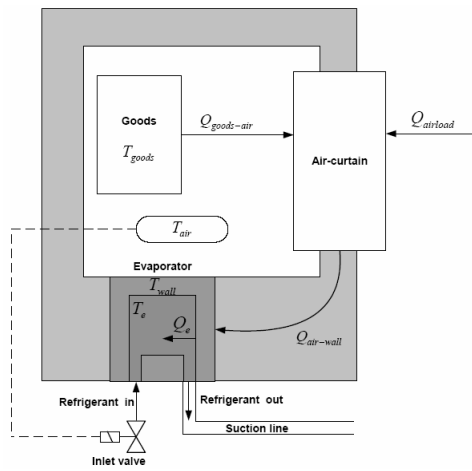 Goods
T_goods
Q_goods-air
Q_airload
Air-curtain
T_air
Evaporator
T_wall
T_e
Q_e
Q_air-wall
Refrigerant in
Refrigerant out
Suction line
Inlet valve